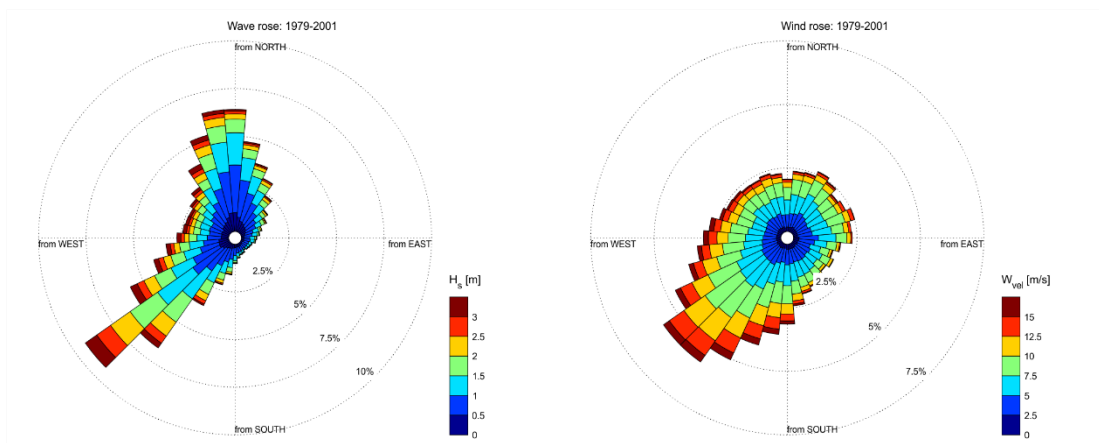 Wave rose: 1979-2001
from NORTH
from WEST
from EAST
2.5%
5%
7.5%
10%
from SOUTH
H_s [m]
3
2.5
2
1.5
1
0.5
0
Wind rose: 1979-2001
from NORTH
from WEST
from EAST
2.5%
5%
7.5%
from SOUTH
W_vel [m/s]
15
12.5
10
7.5
5
2.5
0